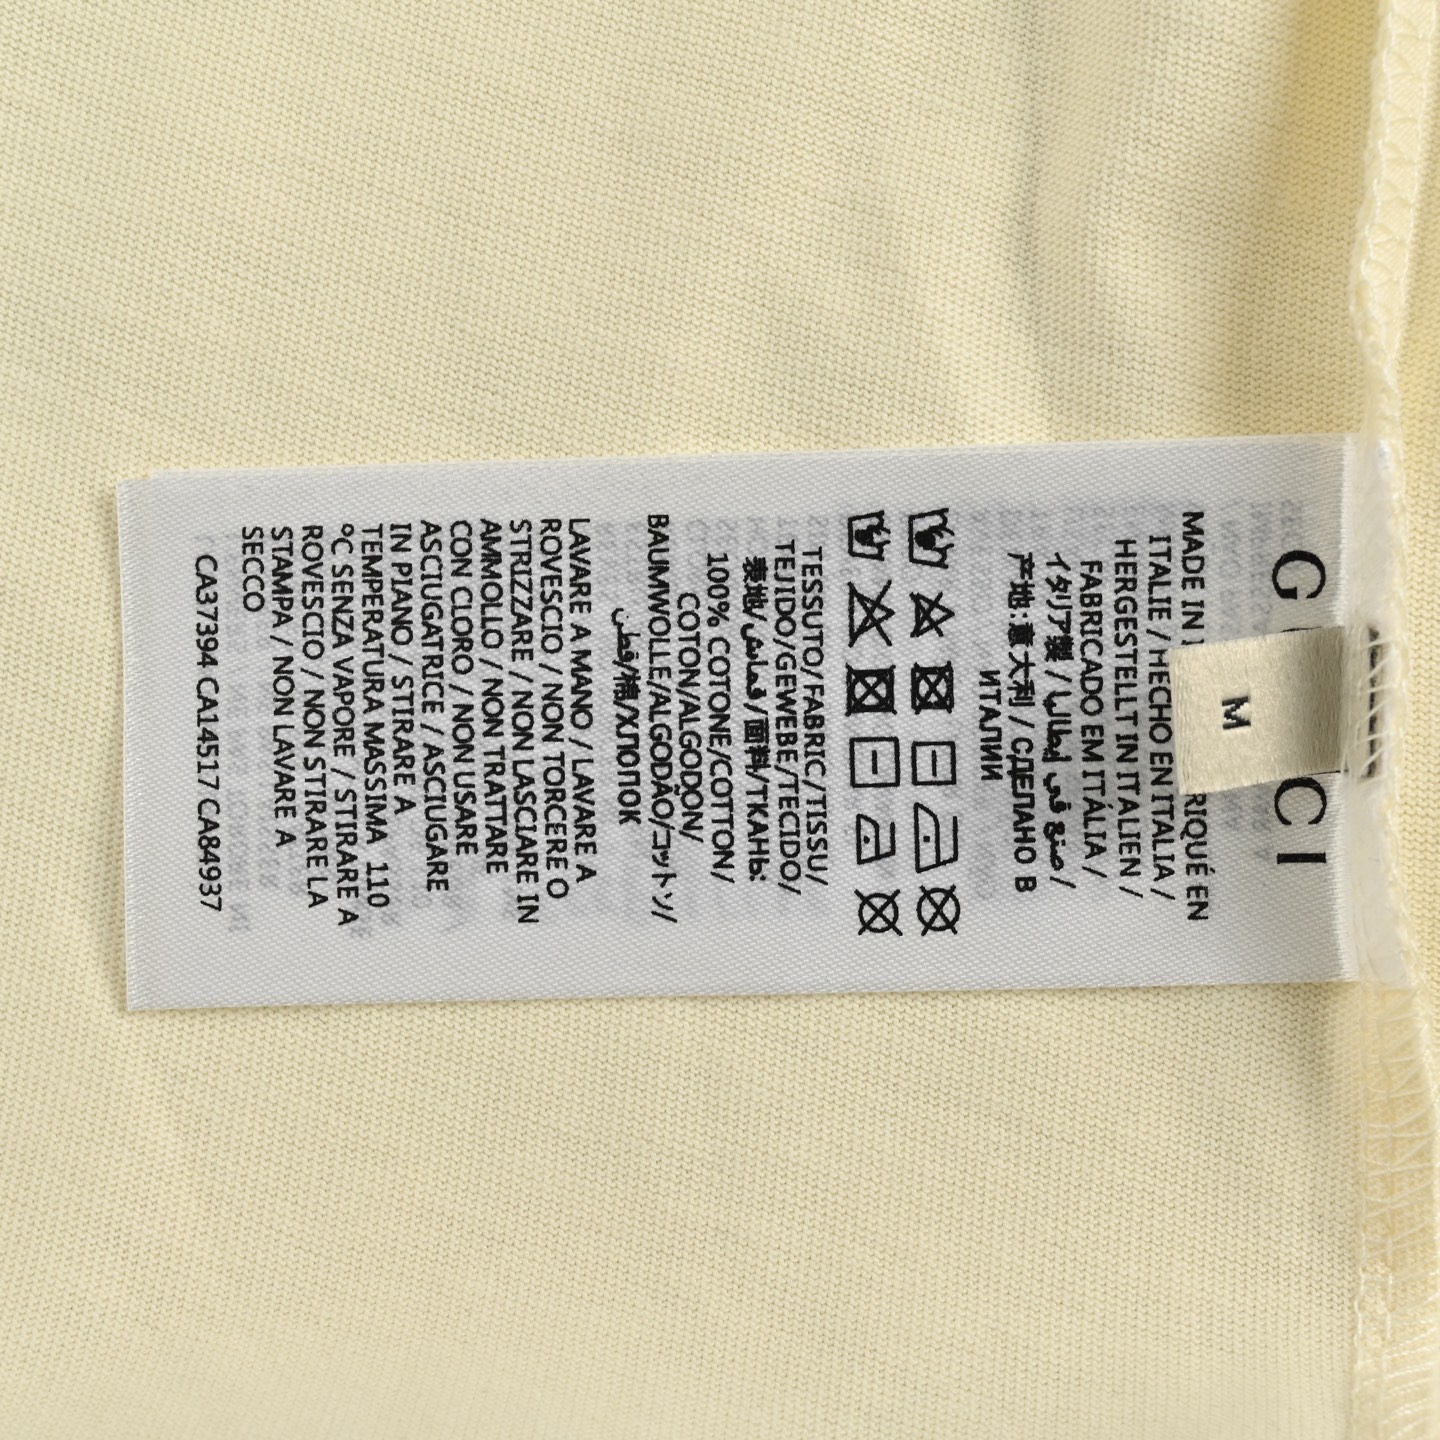 G CI
M
MADE IN RIQUÉ EN
ITALIE / HECHO EN ITALIA /
HERGESTELLT IN ITALIEN /
FABRICADO EM ITÁLIA /
イタリア製 / صنع في إيطاليا /
产地:意大利 / СДЕЛАНО В
ИТАЛИИ
TESSUTO/FABRIC/TISSU/
TEJIDO/GEWEBE/TECIDO/
表地/قماش/面料/ТКАНЬ:
100% COTONE/COTTON/
COTON/ALGODÓN/
BAUMWOLLE/ALGODÃO/コットン/
قطن/棉/ХЛОПОК
LAVARE A MANO / LAVARE A
ROVESCIO / NON TORCERE O
STRIZZARE / NON LASCIARE IN
AMMOLLO / NON TRATTARE
CON CLORO / NON USARE
ASCIUGATRICE / ASCIUGARE
IN PIANO / STIRARE A
TEMPERATURA MASSIMA 110
°C SENZA VAPORE / STIRARE A
ROVESCIO / NON STIRARE LA
STAMPA / NON LAVARE A
SECCO
CA37394 CA14517 CA84937